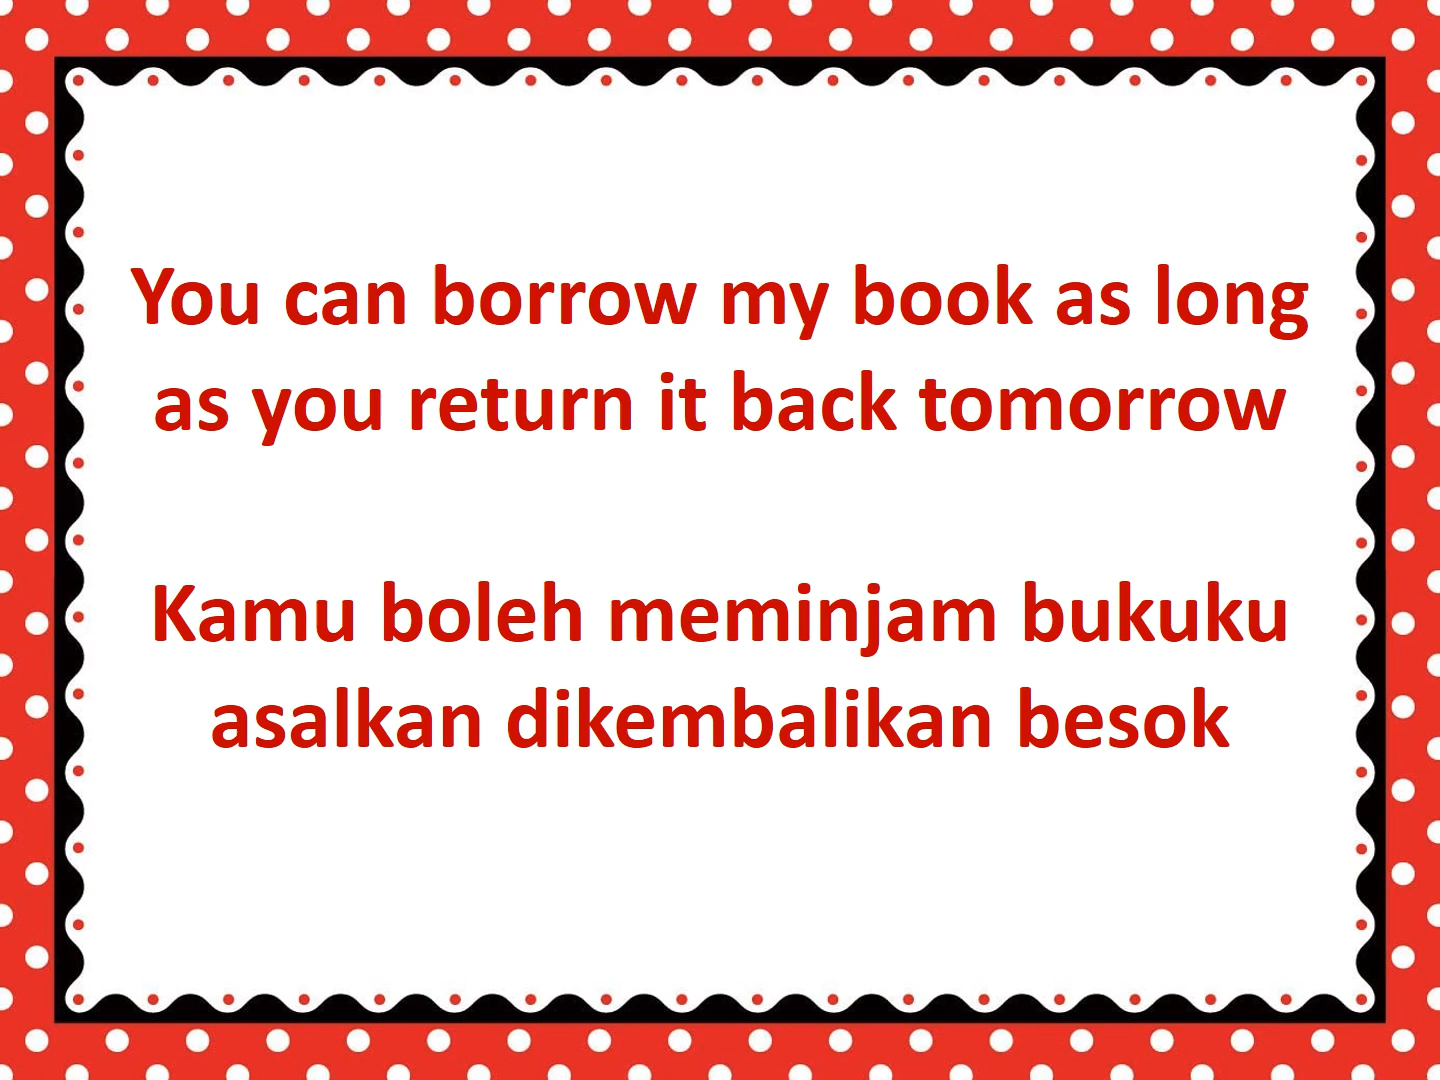 You can borrow my book as long
as you return it back tomorrow
Kamu boleh meminjam bukuku
asalkan dikembalikan besok